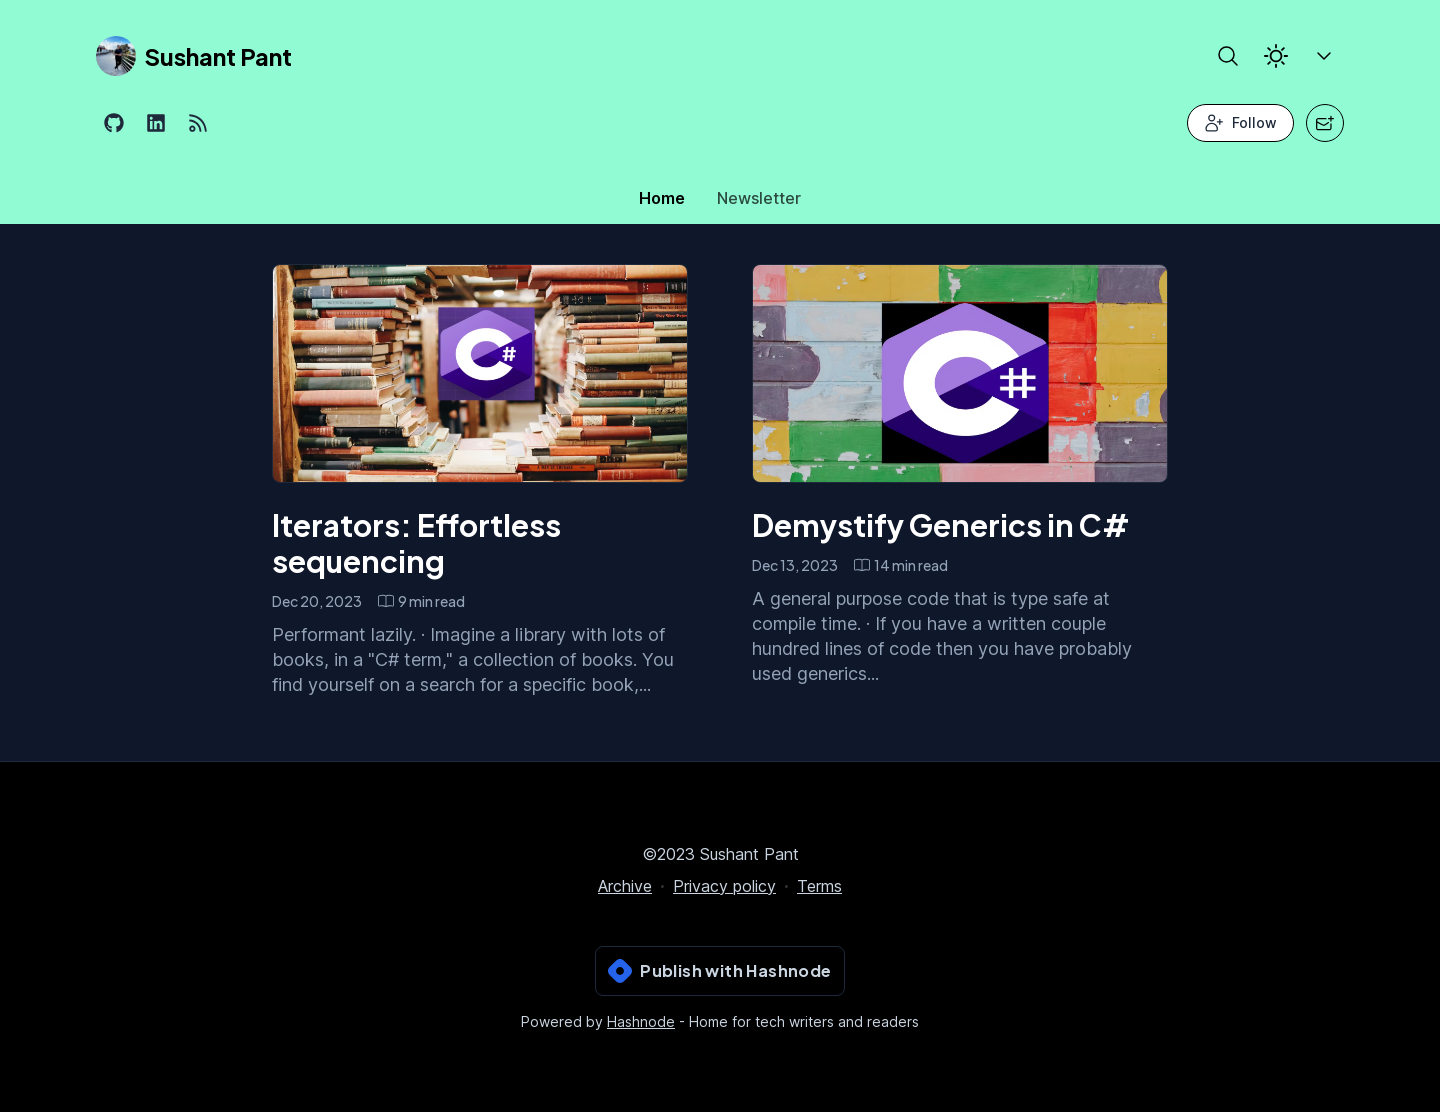 Sushant Pant
Follow
Home
Newsletter
Iterators: Effortless
sequencing
Dec 20, 2023
9 min read
Performant lazily. · Imagine a library with lots of
books, in a "C# term," a collection of books. You
find yourself on a search for a specific book,...
Demystify Generics in C#
Dec 13, 2023
14 min read
A general purpose code that is type safe at
compile time. · If you have a written couple
hundred lines of code then you have probably
used generics...
©2023 Sushant Pant
Archive · Privacy policy · Terms
Publish with Hashnode
Powered by Hashnode - Home for tech writers and readers